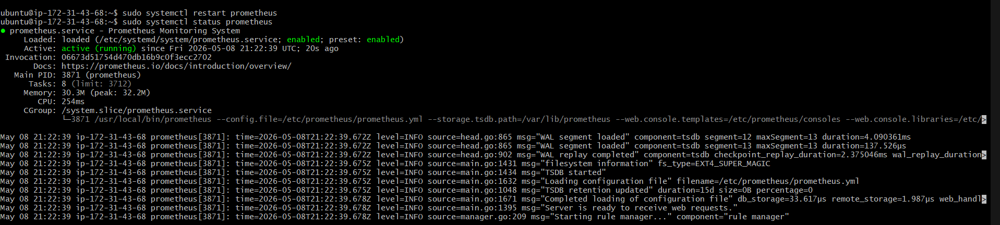 ubuntu@ip-172-31-43-68:~$ sudo systemctl restart prometheus
ubuntu@ip-172-31-43-68:~$ sudo systemctl status prometheus
● prometheus.service - Prometheus Monitoring System
Loaded: loaded (/etc/systemd/system/prometheus.service; enabled; preset: enabled)
Active: active (running) since Fri 2026-05-08 21:22:39 UTC; 20s ago
Invocation: 06673d51754d470db16b9c0f3ecc2702
Docs: https://prometheus.io/docs/introduction/overview/
Main PID: 3871 (prometheus)
Tasks: 8 (limit: 3712)
Memory: 30.3M (peak: 32.2M)
CPU: 254ms
CGroup: /system.slice/prometheus.service
└─3871 /usr/local/bin/prometheus --config.file=/etc/prometheus/prometheus.yml --storage.tsdb.path=/var/lib/prometheus --web.console.templates=/etc/prometheus/consoles --web.console.libraries=/etc/>
May 08 21:22:39 ip-172-31-43-68 prometheus[3871]: time=2026-05-08T21:22:39.672Z level=INFO source=head.go:865 msg="WAL segment loaded" component=tsdb segment=12 maxSegment=13 duration=4.090361ms
May 08 21:22:39 ip-172-31-43-68 prometheus[3871]: time=2026-05-08T21:22:39.672Z level=INFO source=head.go:865 msg="WAL segment loaded" component=tsdb segment=13 maxSegment=13 duration=137.526µs
May 08 21:22:39 ip-172-31-43-68 prometheus[3871]: time=2026-05-08T21:22:39.672Z level=INFO source=head.go:902 msg="WAL replay completed" component=tsdb checkpoint_replay_duration=2.375046ms wal_replay_duration>
May 08 21:22:39 ip-172-31-43-68 prometheus[3871]: time=2026-05-08T21:22:39.675Z level=INFO source=main.go:1431 msg="filesystem information" fs_type=EXT4_SUPER_MAGIC
May 08 21:22:39 ip-172-31-43-68 prometheus[3871]: time=2026-05-08T21:22:39.675Z level=INFO source=main.go:1434 msg="TSDB started"
May 08 21:22:39 ip-172-31-43-68 prometheus[3871]: time=2026-05-08T21:22:39.675Z level=INFO source=main.go:1632 msg="Loading configuration file" filename=/etc/prometheus/prometheus.yml
May 08 21:22:39 ip-172-31-43-68 prometheus[3871]: time=2026-05-08T21:22:39.675Z level=INFO source=main.go:1048 msg="TSDB retention updated" duration=15d size=0B percentage=0
May 08 21:22:39 ip-172-31-43-68 prometheus[3871]: time=2026-05-08T21:22:39.678Z level=INFO source=main.go:1671 msg="Completed loading of configuration file" db_storage=33.617µs remote_storage=1.987µs web_handl>
May 08 21:22:39 ip-172-31-43-68 prometheus[3871]: time=2026-05-08T21:22:39.678Z level=INFO source=main.go:1395 msg="Server is ready to receive web requests."
May 08 21:22:39 ip-172-31-43-68 prometheus[3871]: time=2026-05-08T21:22:39.678Z level=INFO source=manager.go:209 msg="Starting rule manager..." component="rule manager"